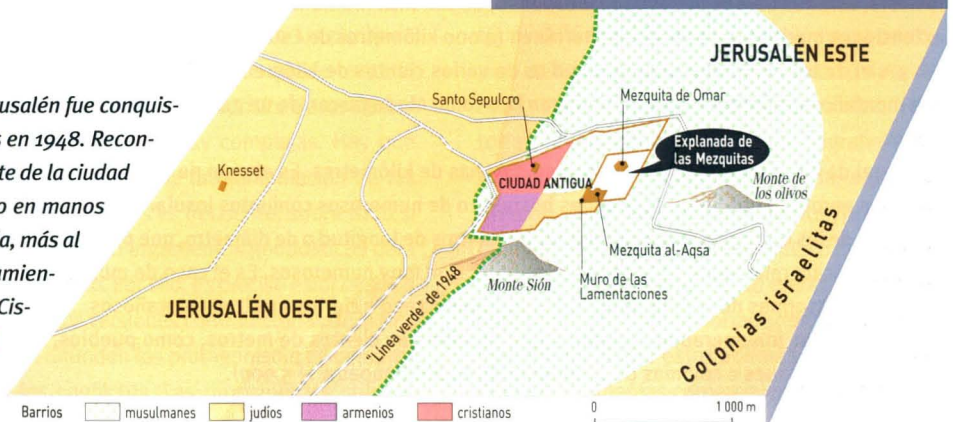 rusalén fue conquis-
s en 1948. Recon-
te de la ciudad
o en manos
a, más al
amien-
Cis-
JERUSALÉN ESTE
Santo Sepulcro
Mezquita de Omar
Knesset
Explanada de
las Mezquitas
CIUDAD ANTIGUA
Monte de
los olivos
Mezquita al-Aqsa
Monte Sión
Muro de las
Lamentaciones
JERUSALÉN OESTE
"Línea verde" de 1948
Colonias israelitas
Barrios musulmanes judíos armenios cristianos
0 1 000 m